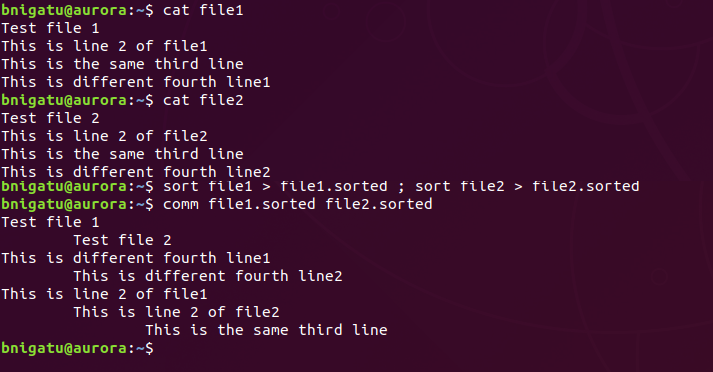 bnigatu@aurora:~$ cat file1
Test file 1
This is line 2 of file1
This is the same third line
This is different fourth line1
bnigatu@aurora:~$ cat file2
Test file 2
This is line 2 of file2
This is the same third line
This is different fourth line2
bnigatu@aurora:~$ sort file1 > file1.sorted ; sort file2 > file2.sorted
bnigatu@aurora:~$ comm file1.sorted file2.sorted
Test file 1
        Test file 2
This is different fourth line1
        This is different fourth line2
This is line 2 of file1
        This is line 2 of file2
                This is the same third line
bnigatu@aurora:~$